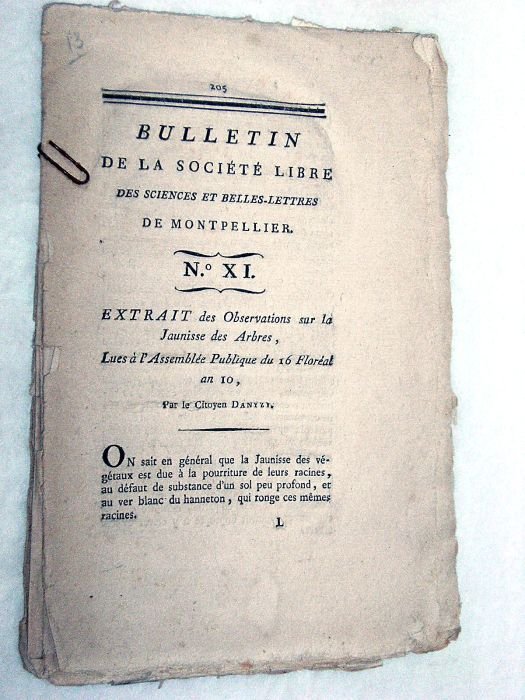 13
205
BULLETIN
DE LA SOCIÉTÉ LIBRE
DES SCIENCES ET BELLES-LETTRES
DE MONTPELLIER.
N.º XI.
EXTRAIT des Observations sur la
Jaunisse des Arbres,
Lues à l'Assemblée Publique du 16 Floréal
an 10,
Par le Citoyen DANYZY.
ON sait en général que la Jaunisse des vé-
gétaux est due à la pourriture de leurs racines,
au défaut de substance d'un sol peu profond, et
au ver blanc du hanneton, qui ronge ces mêmes
racines.
L